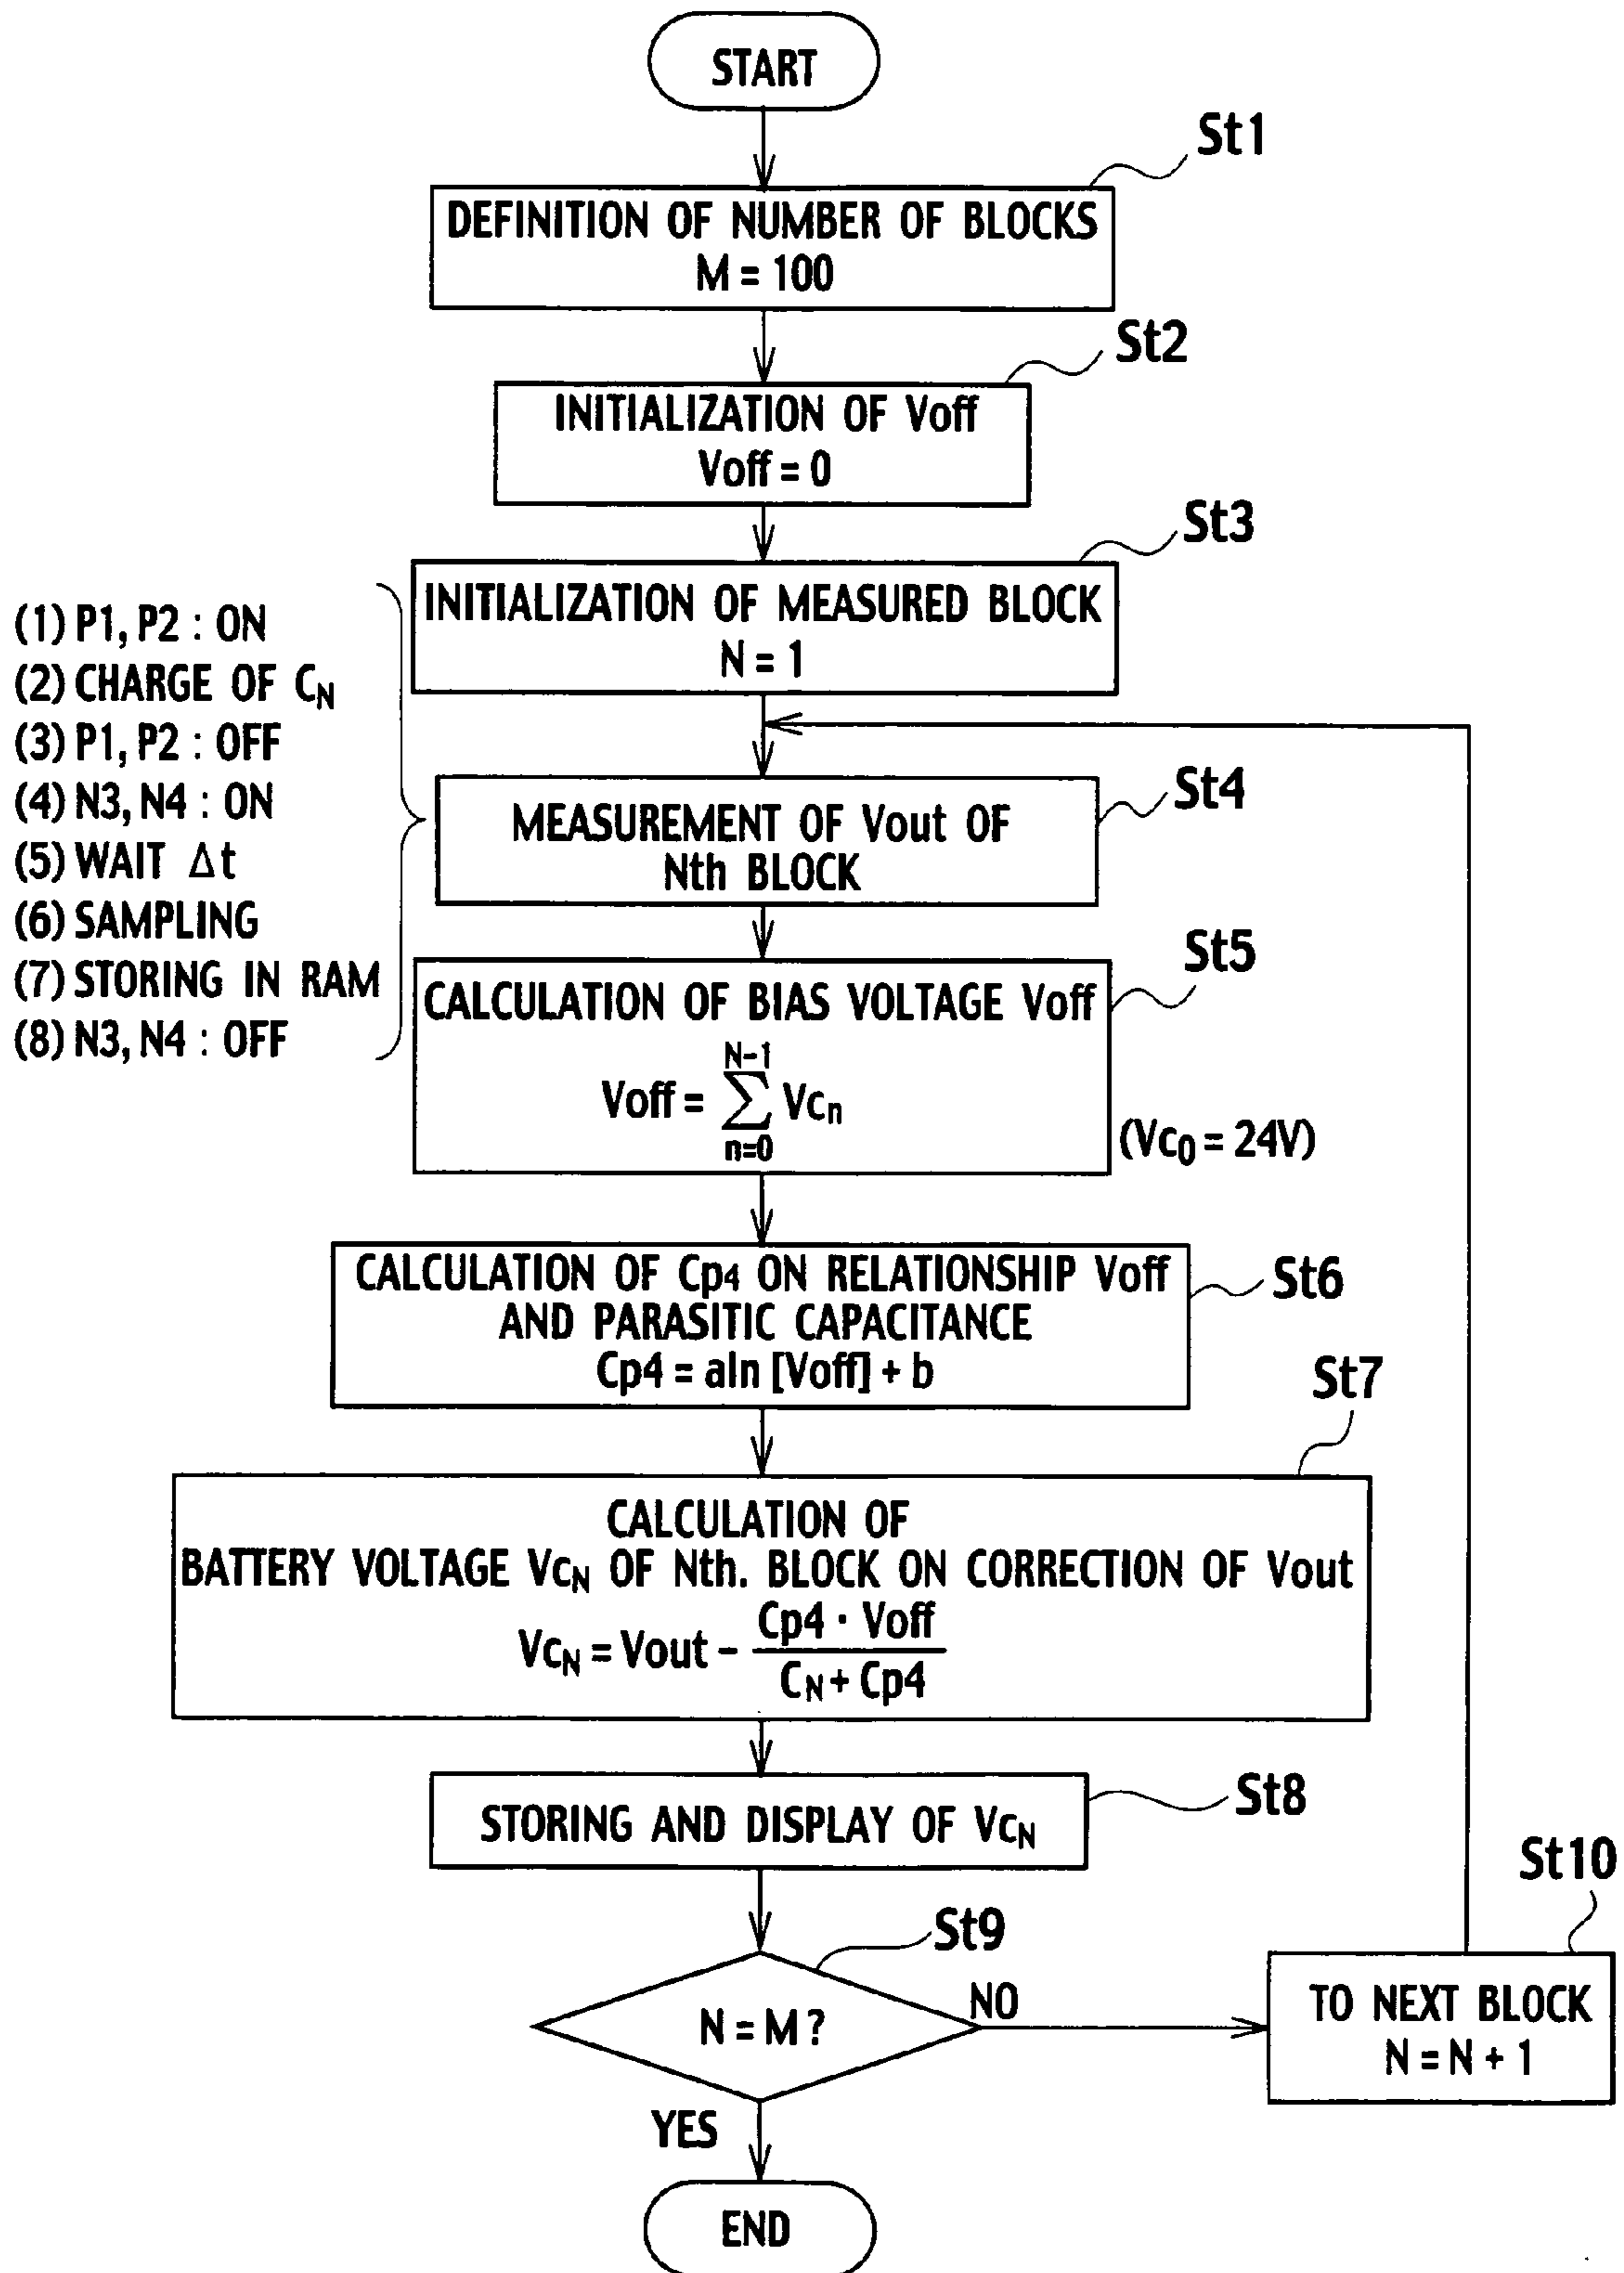 START
St1
DEFINITION OF NUMBER OF BLOCKS
M = 100
St2
INITIALIZATION OF Voff
Voff = 0
St3
INITIALIZATION OF MEASURED BLOCK
N = 1
(1) P1, P2 : ON
(2) CHARGE OF CN
(3) P1, P2 : OFF
(4) N3, N4 : ON
(5) WAIT Δt
(6) SAMPLING
(7) STORING IN RAM
(8) N3, N4 : OFF
St4
MEASUREMENT OF Vout OF
Nth BLOCK
St5
CALCULATION OF BIAS VOLTAGE Voff
N-1
Voff = ∑ Vcn
n=0
(Vc0 = 24V)
St6
CALCULATION OF Cp4 ON RELATIONSHIP Voff
AND PARASITIC CAPACITANCE
Cp4 = aln [Voff] + b
St7
CALCULATION OF
BATTERY VOLTAGE VcN OF Nth. BLOCK ON CORRECTION OF Vout
Cp4 · Voff
VcN = Vout -
CN + Cp4
St8
STORING AND DISPLAY OF VcN
St9
N = M ?
NO
St10
TO NEXT BLOCK
N = N + 1
YES
END